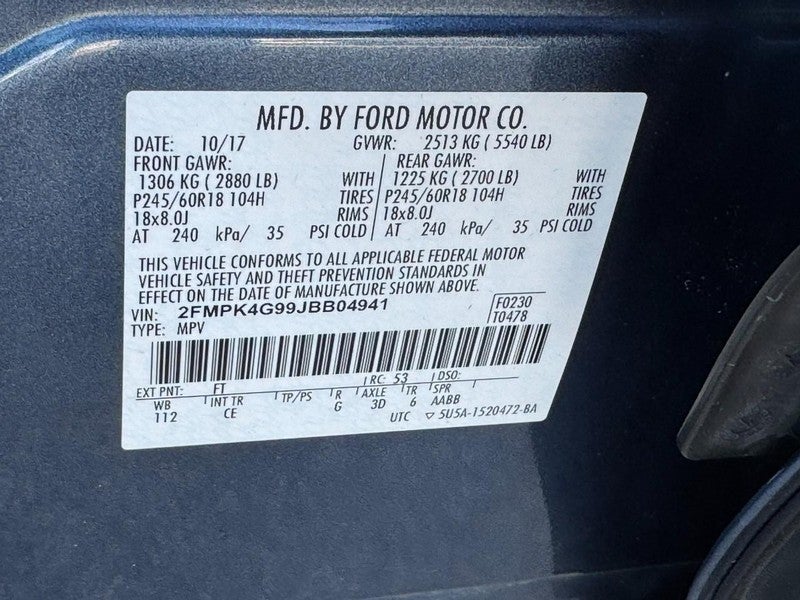 MFD. BY FORD MOTOR CO.
DATE: 10/17 GVWR: 2513 KG ( 5540 LB)
FRONT GAWR: REAR GAWR:
1306 KG ( 2880 LB) WITH 1225 KG ( 2700 LB) WITH
P245/60R18 104H TIRES P245/60R18 104H TIRES
18x8.0J RIMS 18x8.0J RIMS
AT 240 kPa/ 35 PSI COLD AT 240 kPa/ 35 PSI COLD
THIS VEHICLE CONFORMS TO ALL APPLICABLE FEDERAL MOTOR
VEHICLE SAFETY AND THEFT PREVENTION STANDARDS IN
EFFECT ON THE DATE OF MANUFACTURE SHOWN ABOVE.
VIN: 2FMPK4G99JBB04941 F0230
TYPE: MPV T0478
EXT PNT: FT RC: 53 DSO:
WB INT TR TP/PS R AXLE TR SPR
112 CE G 3D 6 AABB
UTC ▽ 5U5A-1520472-BA